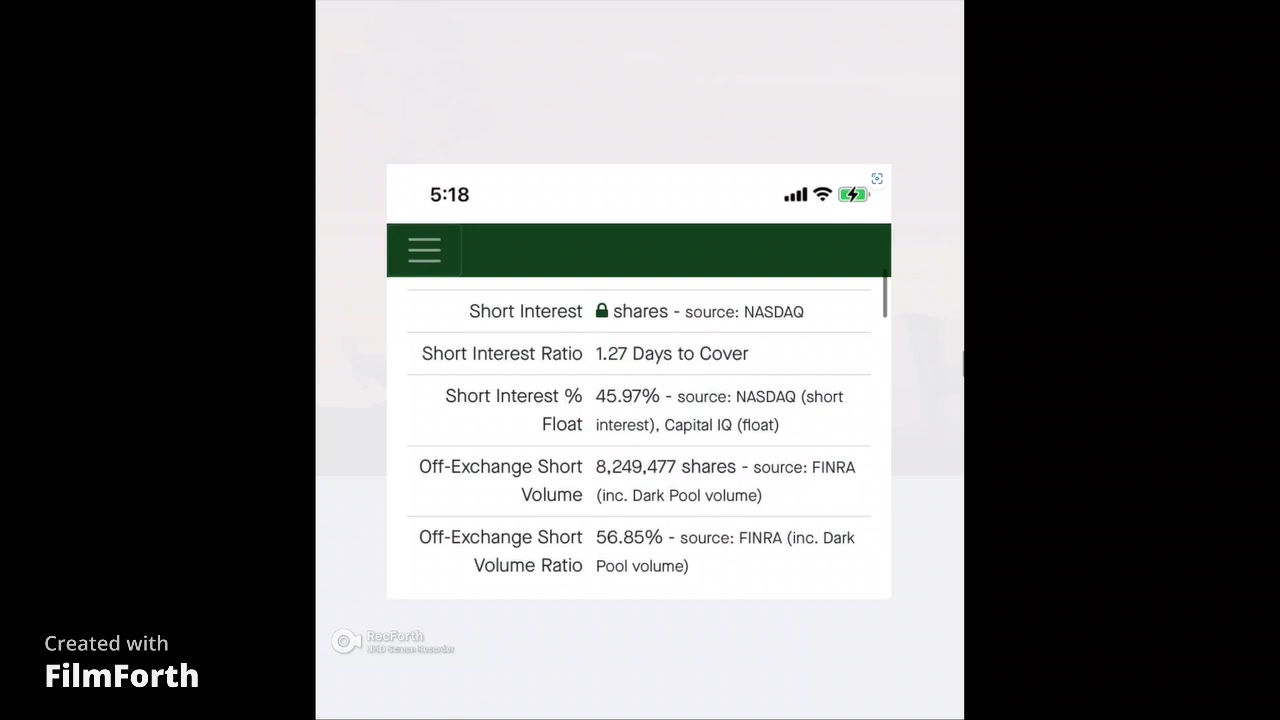 5:18
Short Interest shares - source: NASDAQ
Short Interest Ratio 1.27 Days to Cover
Short Interest % 45.97% - source: NASDAQ (short
Float interest), Capital IQ (float)
Off-Exchange Short 8,249,477 shares - source: FINRA
Volume (inc. Dark Pool volume)
Off-Exchange Short 56.85% - source: FINRA (inc. Dark
Volume Ratio Pool volume)
RecForth
UHD Screen Recorder
Created with
FilmForth